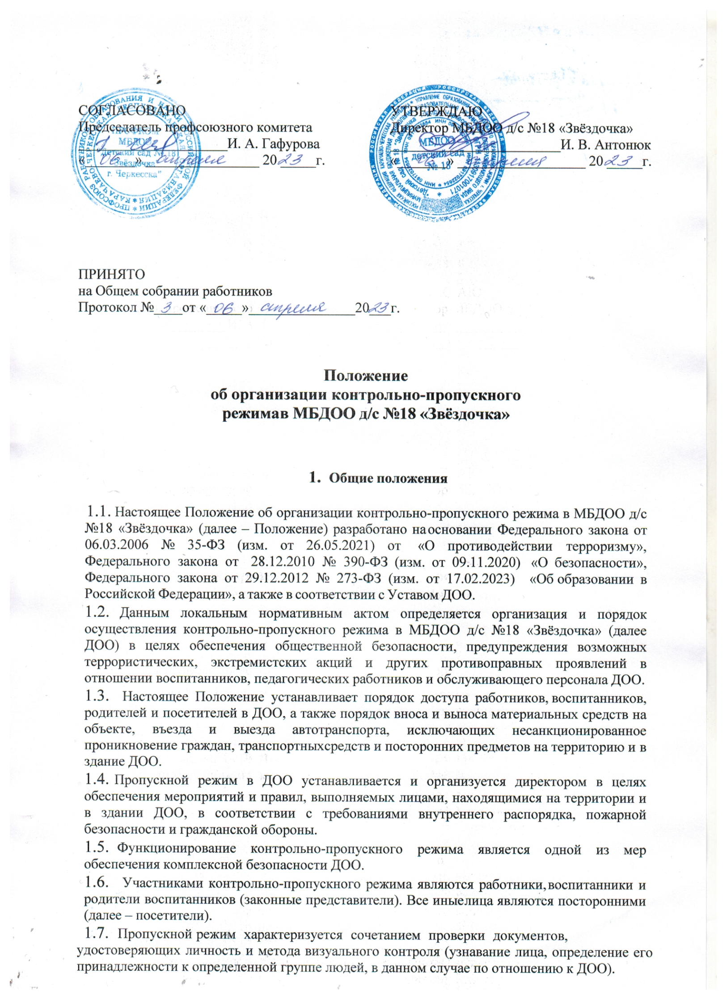 СОГЛАСОВАНО
Председатель профсоюзного комитета
И. А. Гафурова
« 06 » апреля 2023 г.
ПРОФКОМ
МБДОО
Детский сад № 18
"Звёздочка"
г. Черкесска"
УТВЕРЖДАЮ
Директор МБДОО д/с №18 «Звёздочка»
И. В. Антонюк
« 06 » апреля 2023 г.
МБДОО
детский сад
№ 18
ПРИНЯТО
на Общем собрании работников
Протокол № 3 от « 06 » апреля 2023 г.
Положение
об организации контрольно-пропускного
режимав МБДОО д/с №18 «Звёздочка»
1. Общие положения
1.1. Настоящее Положение об организации контрольно-пропускного режима в МБДОО д/с
№18 «Звёздочка» (далее – Положение) разработано на основании Федерального закона от
06.03.2006 № 35-ФЗ (изм. от 26.05.2021) от «О противодействии терроризму»,
Федерального закона от 28.12.2010 № 390-ФЗ (изм. от 09.11.2020) «О безопасности»,
Федерального закона от 29.12.2012 № 273-ФЗ (изм. от 17.02.2023) «Об образовании в
Российской Федерации», а также в соответствии с Уставом ДОО.
1.2. Данным локальным нормативным актом определяется организация и порядок
осуществления контрольно-пропускного режима в МБДОО д/с №18 «Звёздочка» (далее
ДОО) в целях обеспечения общественной безопасности, предупреждения возможных
террористических, экстремистских акций и других противоправных проявлений в
отношении воспитанников, педагогических работников и обслуживающего персонала ДОО.
1.3. Настоящее Положение устанавливает порядок доступа работников, воспитанников,
родителей и посетителей в ДОО, а также порядок вноса и выноса материальных средств на
объекте, въезда и выезда автотранспорта, исключающих несанкционированное
проникновение граждан, транспортныхсредств и посторонних предметов на территорию и в
здание ДОО.
1.4. Пропускной режим в ДОО устанавливается и организуется директором в целях
обеспечения мероприятий и правил, выполняемых лицами, находящимися на территории и
в здании ДОО, в соответствии с требованиями внутреннего распорядка, пожарной
безопасности и гражданской обороны.
1.5. Функционирование контрольно-пропускного режима является одной из мер
обеспечения комплексной безопасности ДОО.
1.6. Участниками контрольно-пропускного режима являются работники, воспитанники и
родители воспитанников (законные представители). Все иныелица являются посторонними
(далее – посетители).
1.7. Пропускной режим характеризуется сочетанием проверки документов,
удостоверяющих личность и метода визуального контроля (узнавание лица, определение его
принадлежности к определенной группе людей, в данном случае по отношению к ДОО).